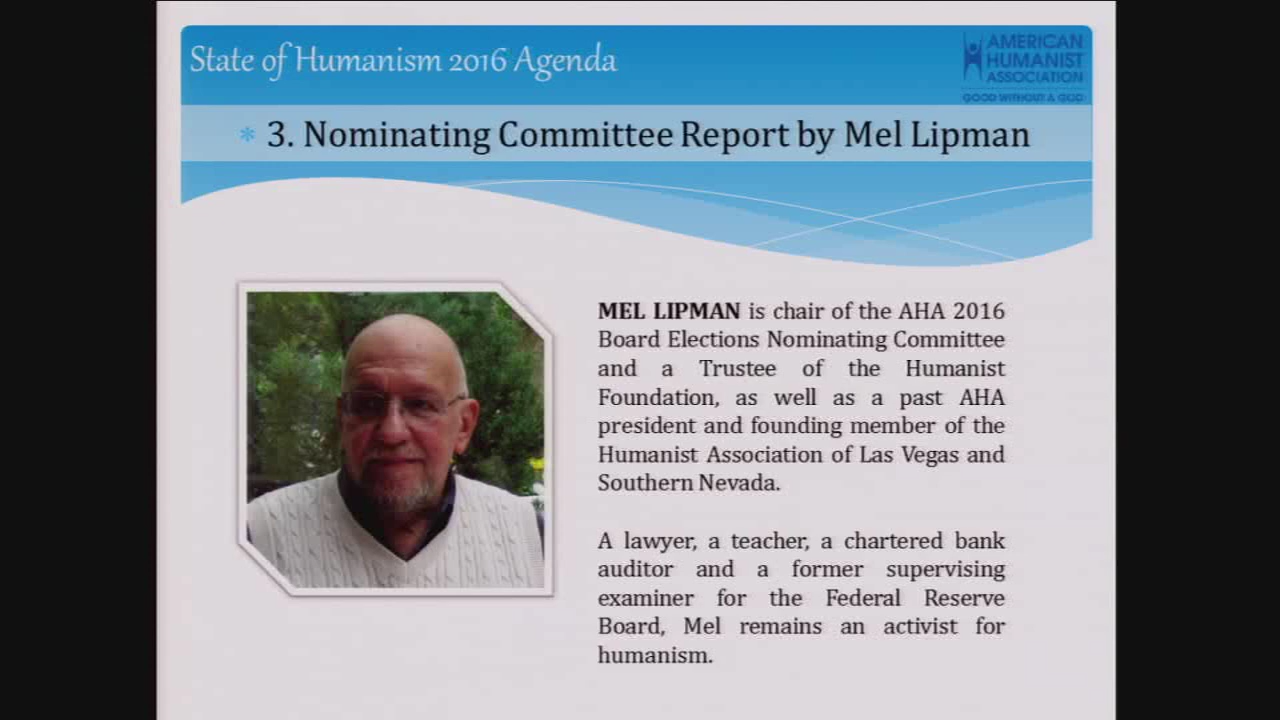 State of Humanism 2016 Agenda
AMERICAN
HUMANIST
ASSOCIATION
GOOD WITHOUT A GOD
* 3. Nominating Committee Report by Mel Lipman
MEL LIPMAN is chair of the AHA 2016
Board Elections Nominating Committee
and a Trustee of the Humanist
Foundation, as well as a past AHA
president and founding member of the
Humanist Association of Las Vegas and
Southern Nevada.
A lawyer, a teacher, a chartered bank
auditor and a former supervising
examiner for the Federal Reserve
Board, Mel remains an activist for
humanism.